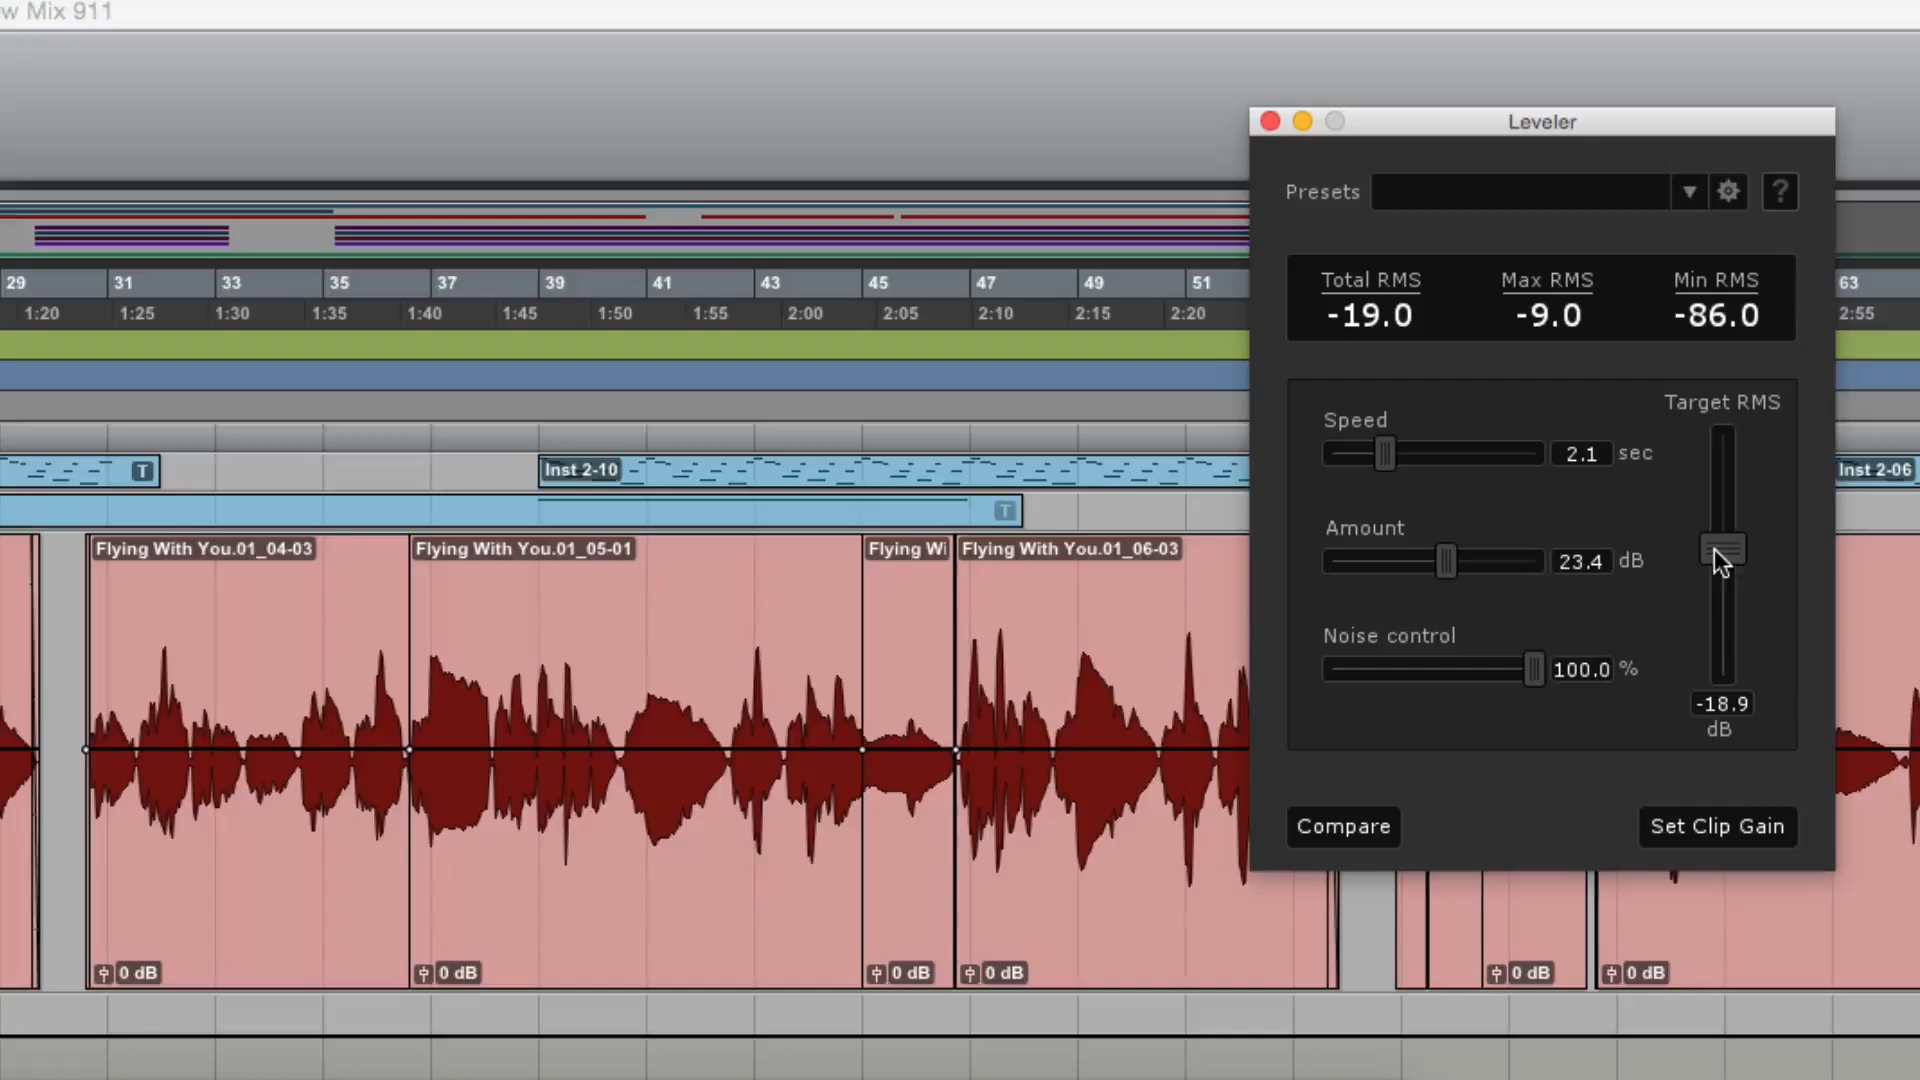 w Mix 911
Leveler
Presets
?
Total RMS Max RMS Min RMS
-19.0 -9.0 -86.0
29 31 33 35 37 39 41 43 45 47 49 51 63
1:20 1:25 1:30 1:35 1:40 1:45 1:50 1:55 2:00 2:05 2:10 2:15 2:20 2:55
Target RMS
Speed
2.1 sec
T Inst 2-10 Inst 2-06
T
Amount
23.4 dB
Flying With You.01_04-03 Flying With You.01_05-01 Flying Wi Flying With You.01_06-03
Noise control
100.0 %
-18.9
dB
Compare Set Clip Gain
0 dB 0 dB 0 dB 0 dB 0 dB 0 dB